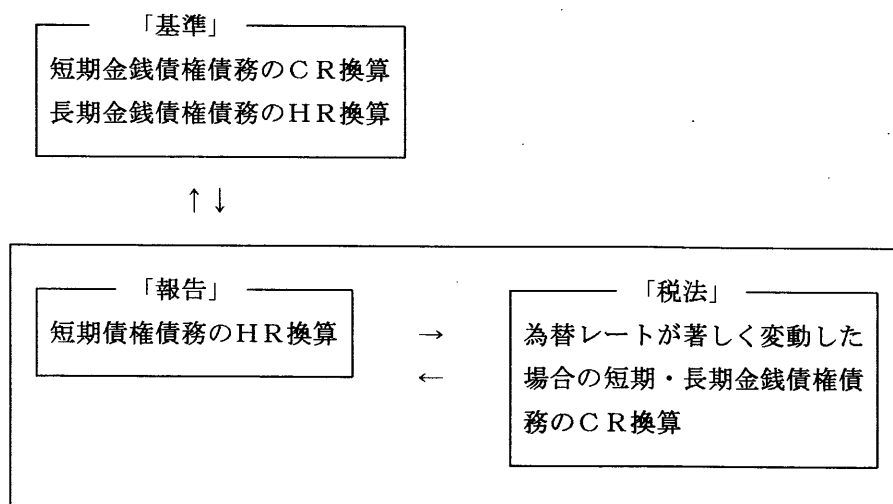 「基準」
短期金銭債権債務のCR換算
長期金銭債権債務のHR換算
↑↓
「報告」
短期債権債務のHR換算
→
←
「税法」
為替レートが著しく変動した
場合の短期・長期金銭債権債
務のCR換算